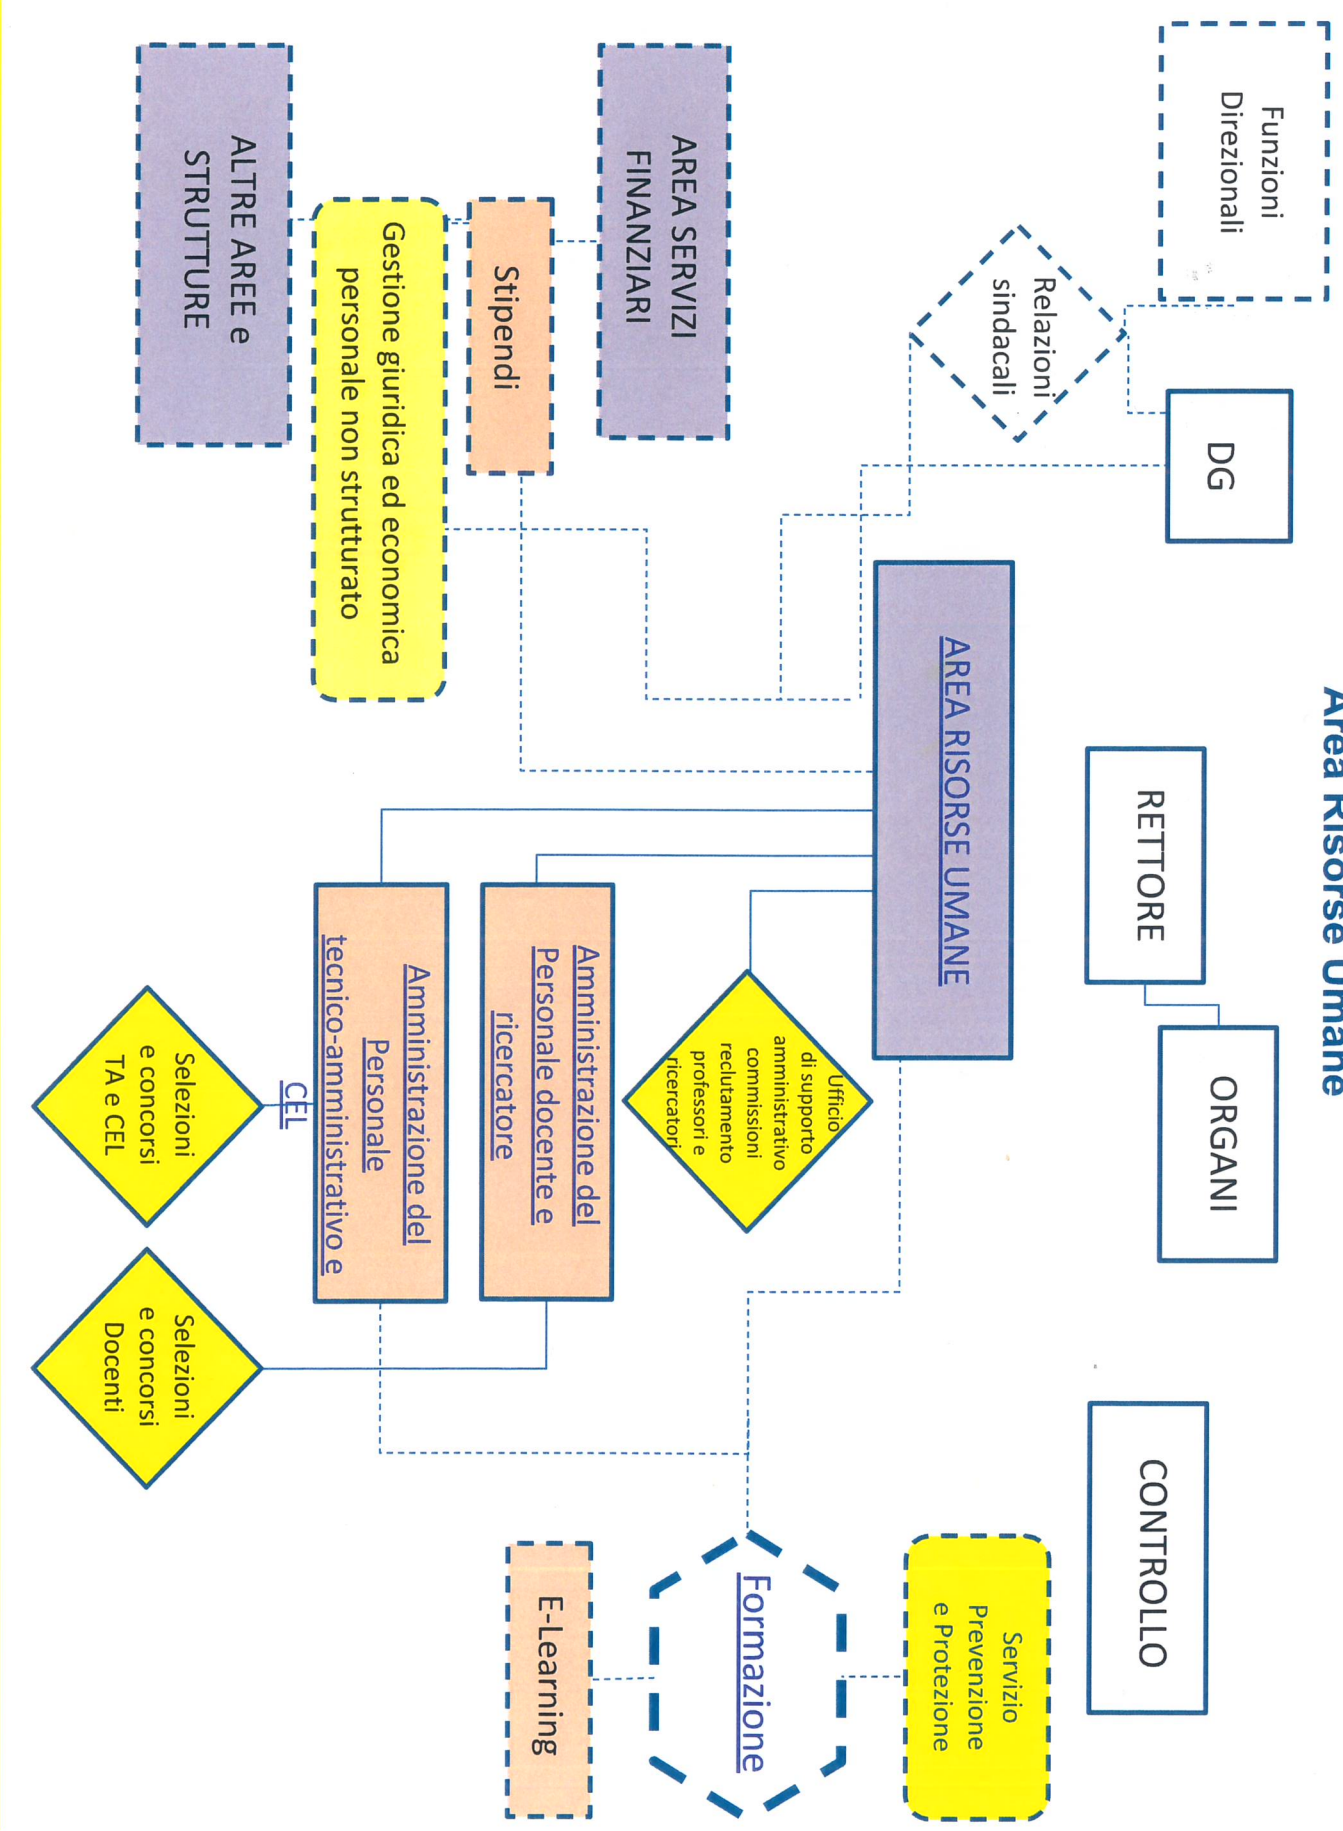 Area Risorse Umane
Funzioni
Direzionali
DG
RETTORE
ORGANI
CONTROLLO
Relazioni
sindacali
AREA RISORSE UMANE
Servizio
Prevenzione
e Protezione
AREA SERVIZI
FINANZIARI
Ufficio
di supporto
amministrativo
commissioni
reclutamento
professori e
ricercatori
Formazione
Stipendi
Amministrazione del
Personale docente e
ricercatore
E-Learning
Gestione giuridica ed economica
personale non strutturato
Amministrazione del
Personale
tecnico-amministrativo e
CEL
ALTRE AREE e
STRUTTURE
Selezioni
e concorsi
TA e CEL
Selezioni
e concorsi
Docenti